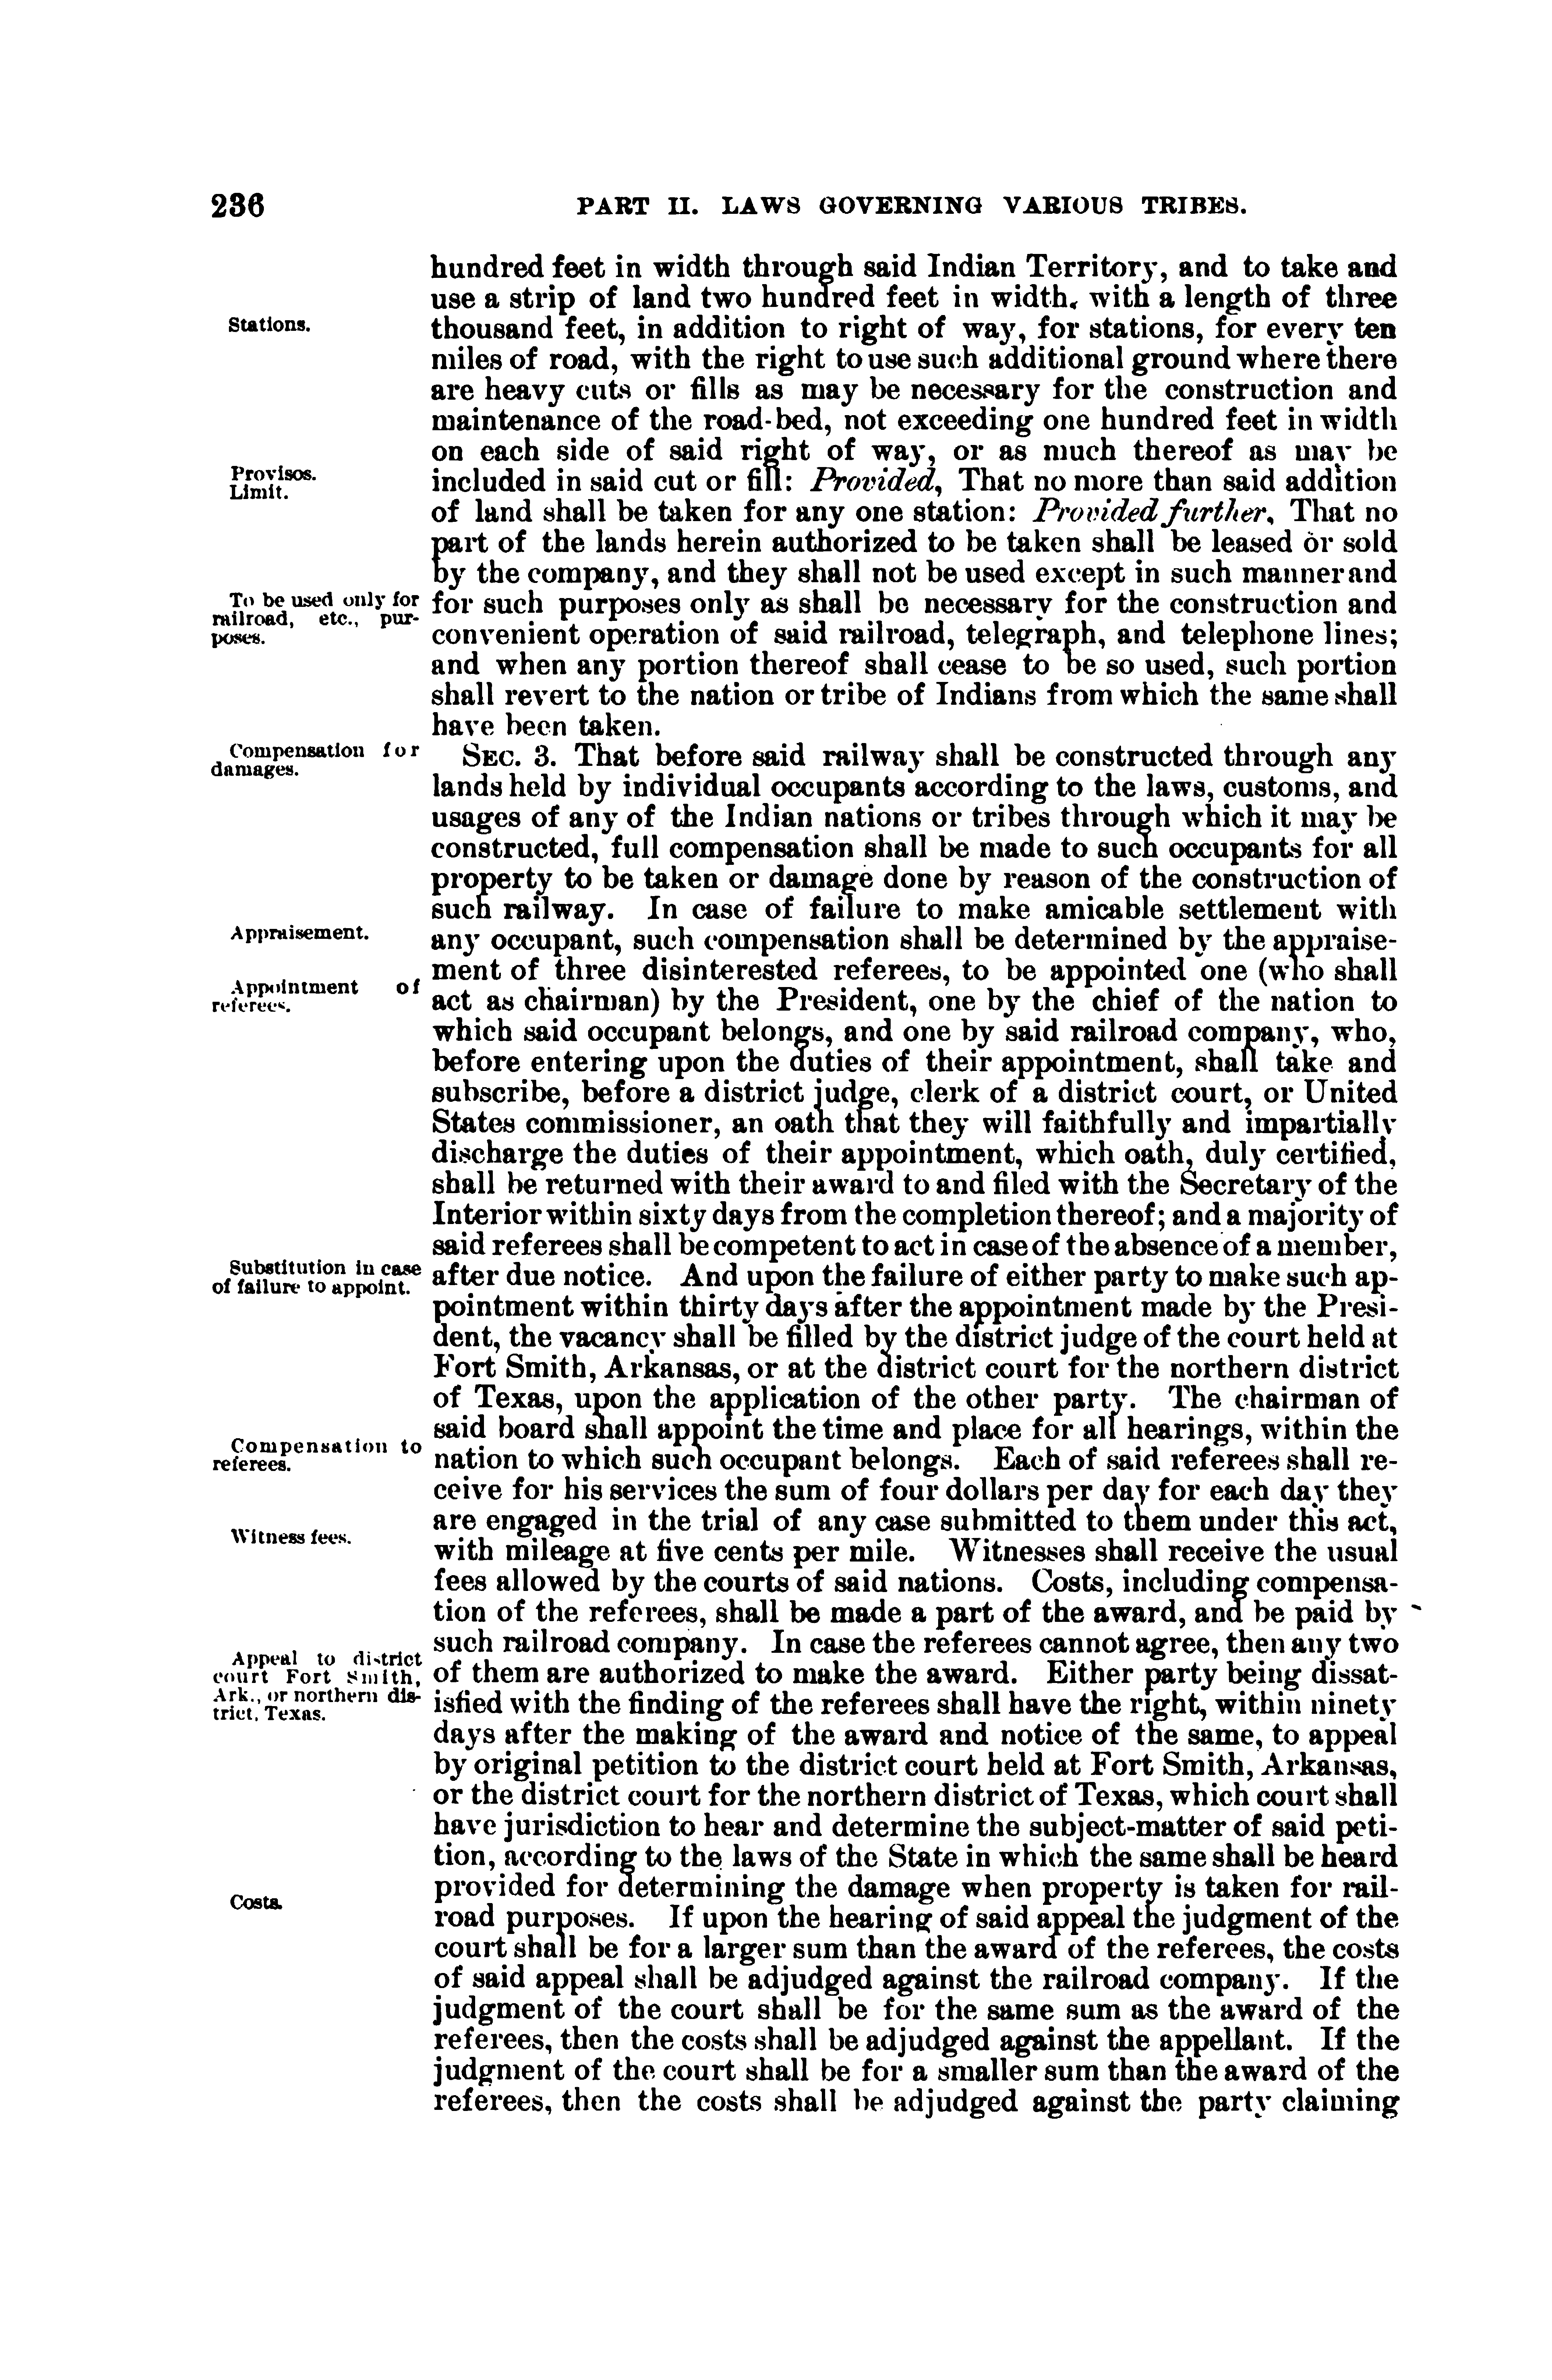 236
PART II. LAWS GOVERNING VARIOUS TRIBES.
hundred feet in width through said Indian Territory, and to take and
use a strip of land two hundred feet in width, with a length of three
Stations.
thousand feet, in addition to right of way, for stations, for every ten
miles of road, with the right to use such additional ground where there
are heavy cuts or fills as may be necessary for the construction and
maintenance of the road-bed, not exceeding one hundred feet in width
on each side of said right of way, or as much thereof as may be
Provisos.
Limit.
included in said cut or fill: Provided, That no more than said addition
of land shall be taken for any one station: Provided further, That no
part of the lands herein authorized to be taken shall be leased or sold
by the company, and they shall not be used except in such manner and
To be used only for
railroad, etc., pur-
poses.
for such purposes only as shall be necessary for the construction and
convenient operation of said railroad, telegraph, and telephone lines;
and when any portion thereof shall cease to be so used, such portion
shall revert to the nation or tribe of Indians from which the same shall
have been taken.
Compensation for
damages.
SEC. 3. That before said railway shall be constructed through any
lands held by individual occupants according to the laws, customs, and
usages of any of the Indian nations or tribes through which it may be
constructed, full compensation shall be made to such occupants for all
property to be taken or damage done by reason of the construction of
such railway. In case of failure to make amicable settlement with
Appraisement.
any occupant, such compensation shall be determined by the appraise-
ment of three disinterested referees, to be appointed one (who shall
Appointment of
referees.
act as chairman) by the President, one by the chief of the nation to
which said occupant belongs, and one by said railroad company, who,
before entering upon the duties of their appointment, shall take and
subscribe, before a district judge, clerk of a district court, or United
States commissioner, an oath that they will faithfully and impartially
discharge the duties of their appointment, which oath, duly certified,
shall be returned with their award to and filed with the Secretary of the
Interior within sixty days from the completion thereof; and a majority of
said referees shall be competent to act in case of the absence of a member,
Substitution in case
of failure to appoint.
after due notice. And upon the failure of either party to make such ap-
pointment within thirty days after the appointment made by the Presi-
dent, the vacancy shall be filled by the district judge of the court held at
Fort Smith, Arkansas, or at the district court for the northern district
of Texas, upon the application of the other party. The chairman of
said board shall appoint the time and place for all hearings, within the
Compensation to
referees.
nation to which such occupant belongs. Each of said referees shall re-
ceive for his services the sum of four dollars per day for each day they
are engaged in the trial of any case submitted to them under this act,
Witness fees.
with mileage at five cents per mile. Witnesses shall receive the usual
fees allowed by the courts of said nations. Costs, including compensa-
tion of the referees, shall be made a part of the award, and be paid by
such railroad company. In case the referees cannot agree, then any two
Appeal to district
court Fort Smith,
Ark., or northern dis-
trict, Texas.
of them are authorized to make the award. Either party being dissat-
isfied with the finding of the referees shall have the right, within ninety
days after the making of the award and notice of the same, to appeal
by original petition to the district court held at Fort Smith, Arkansas,
or the district court for the northern district of Texas, which court shall
have jurisdiction to hear and determine the subject-matter of said peti-
tion, according to the laws of the State in which the same shall be heard
provided for determining the damage when property is taken for rail-
Costs.
road purposes. If upon the hearing of said appeal the judgment of the
court shall be for a larger sum than the award of the referees, the costs
of said appeal shall be adjudged against the railroad company. If the
judgment of the court shall be for the same sum as the award of the
referees, then the costs shall be adjudged against the appellant. If the
judgment of the court shall be for a smaller sum than the award of the
referees, then the costs shall be adjudged against the party claiming